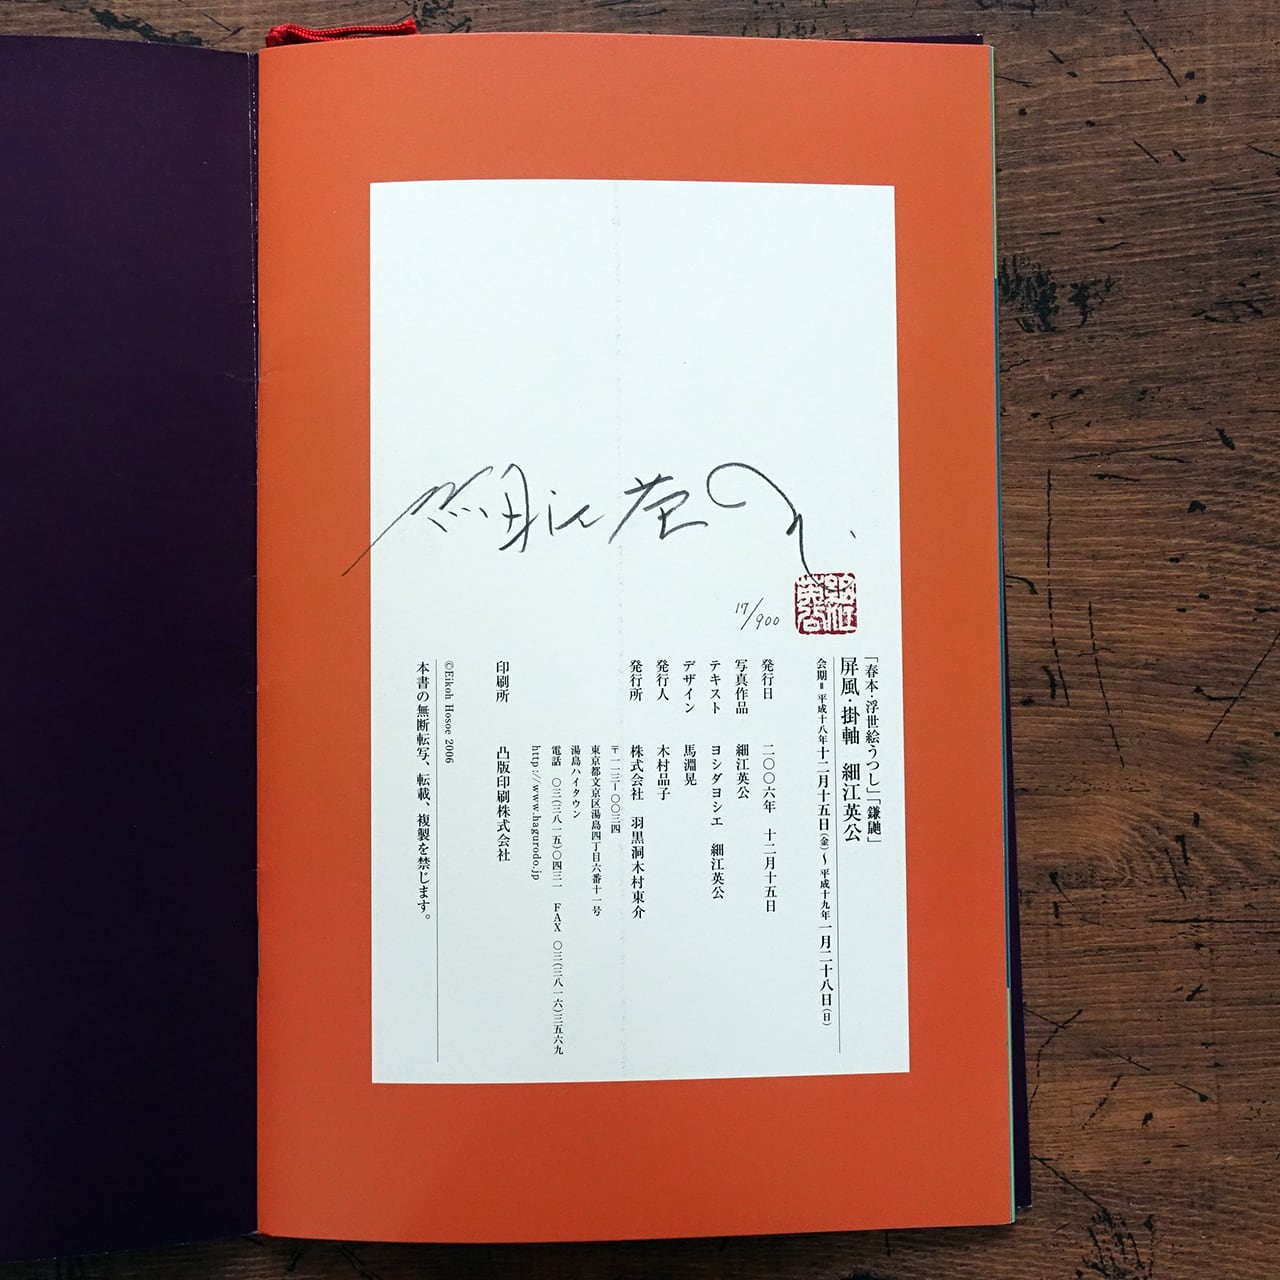 細江英公
17/900
「春本・浮世絵うつし」「鎌鼬」
屏風・掛軸 細江英公
会期=平成十八年十二月十五日(金)〜平成十九年一月二十八日(日)
発行日 二〇〇六年 十二月十五日
写真作品 細江英公
テキスト ヨシダヨシエ 細江英公
デザイン 馬淵晃
発行人 木村品子
発行所 株式会社 羽黒洞木村東介
〒一一三-〇〇三四
東京都文京区湯島四丁目六番十一号
湯島ハイタウン
電話 〇三(三八一五)〇四三一 FAX 〇三(三八一六)三五六九
http://www.hagurodo.jp
印刷所 凸版印刷株式会社
©Eikoh Hosoe 2006
本書の無断転写、転載、複製を禁じます。